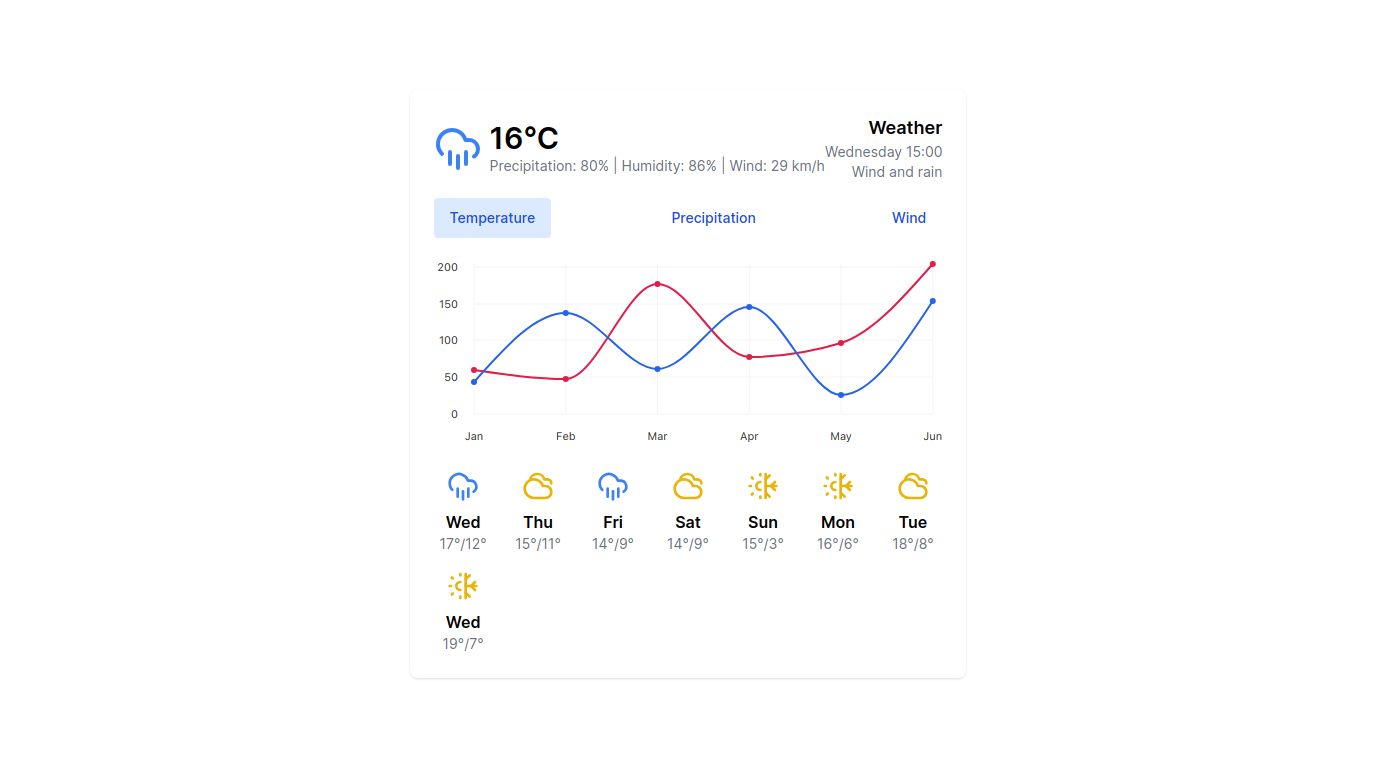 16°C
Precipitation: 80% | Humidity: 86% | Wind: 29 km/h
Weather
Wednesday 15:00
Wind and rain
Temperature Precipitation Wind
200
150
100
50
0
Jan Feb Mar Apr May Jun
Wed Thu Fri Sat Sun Mon Tue
17°/12° 15°/11° 14°/9° 14°/9° 15°/3° 16°/6° 18°/8°
Wed
19°/7°